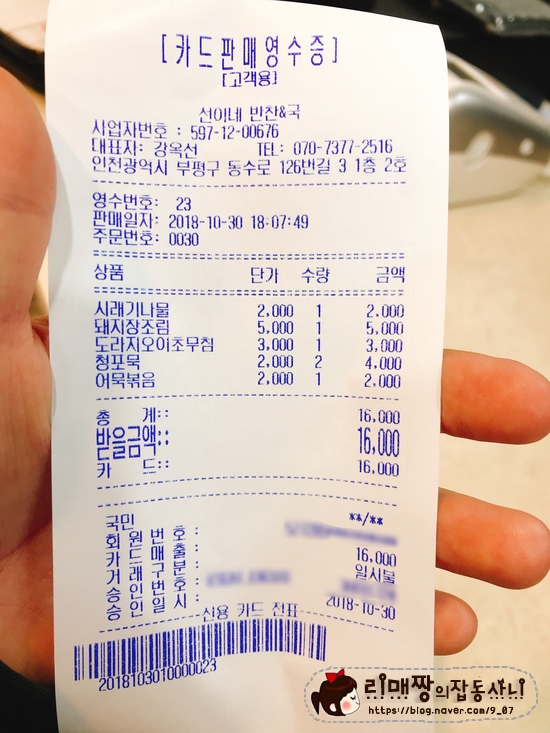 [카드판매영수증]
[고객용]
선이네 반찬&국
사업자번호 : 597-12-00676
대표자: 강옥선 TEL: 070-7377-2516
인천광역시 부평구 동수로 126번길 3 1층 2호
영수번호: 23
판매일자: 2018-10-30 18:07:49
주문번호: 0030
상품 단가 수량 금액
시래기나물 2,000 1 2,000
돼지장조림 5,000 1 5,000
도라지오이초무침 3,000 1 3,000
청포묵 2,000 2 4,000
어묵볶음 2,000 1 2,000
총 계:: 16,000
받을금액:: 16,000
카 드:: 16,000
국민 **/**
회 원 번 호 :
카 드 매 출 : 16,000
거 래 구 분 : 일시불
승 인 번 호 :
승 인 일 시 : 2018-10-30
신용 카드 전표
2018103010000023
리매짱의잡동사니
https://blog.naver.com/9_07